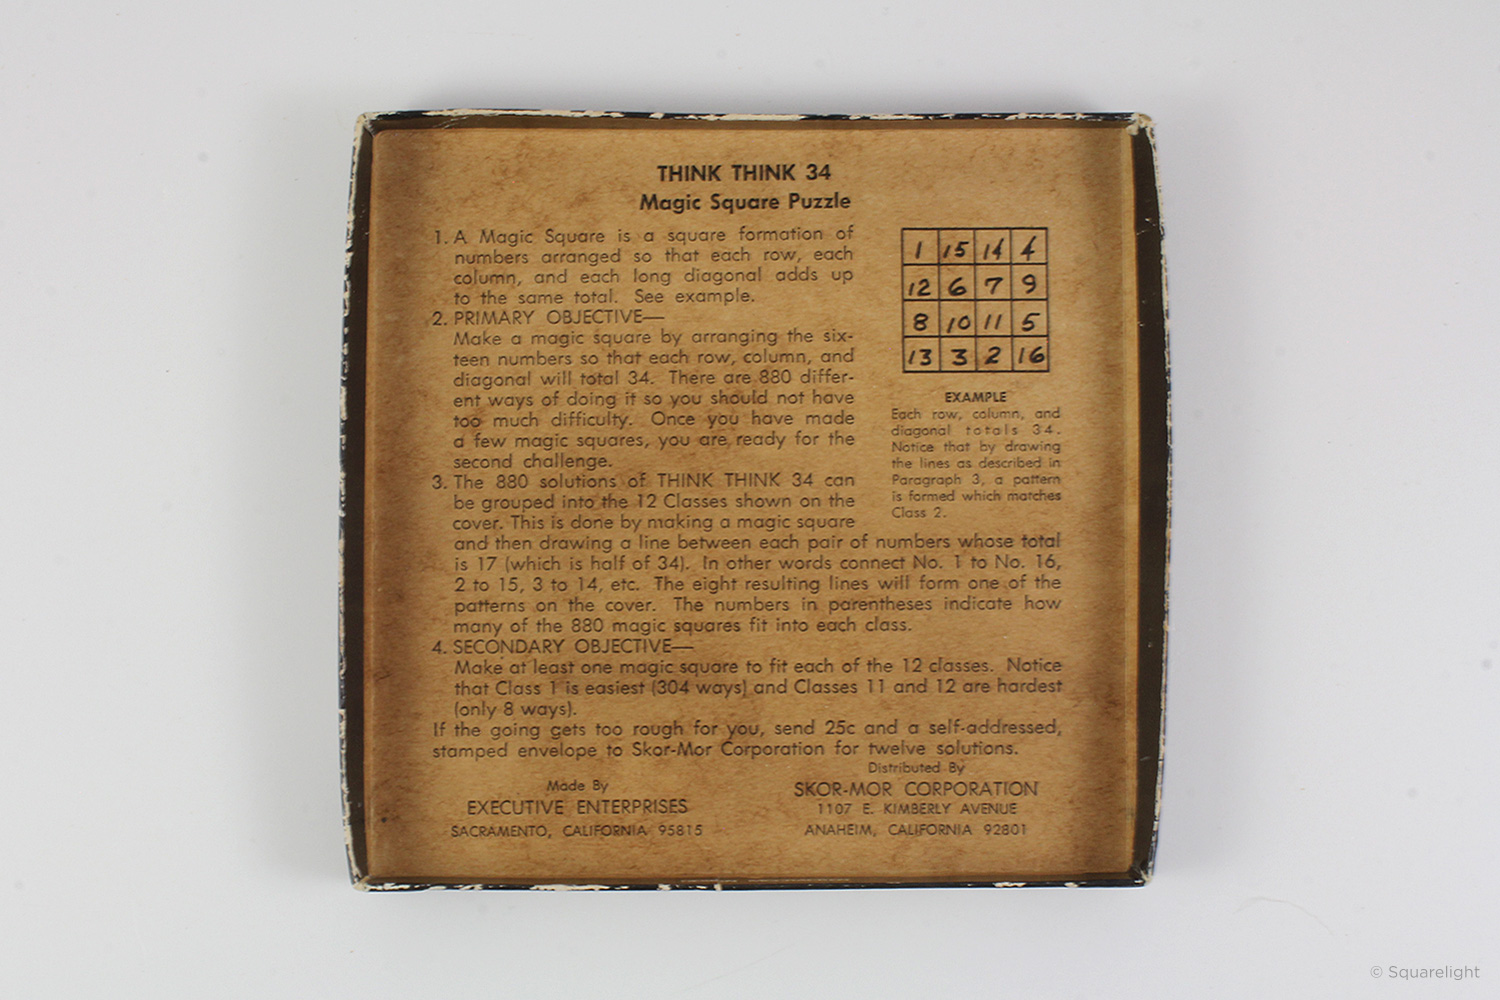 THINK THINK 34
Magic Square Puzzle
1. A Magic Square is a square formation of
numbers arranged so that each row, each
column, and each long diagonal adds up
to the same total. See example.
2. PRIMARY OBJECTIVE—
Make a magic square by arranging the six-
teen numbers so that each row, column, and
diagonal will total 34. There are 880 differ-
ent ways of doing it so you should not have
too much difficulty. Once you have made
a few magic squares, you are ready for the
second challenge.
3. The 880 solutions of THINK THINK 34 can
be grouped into the 12 Classes shown on the
cover. This is done by making a magic square
and then drawing a line between each pair of numbers whose total
is 17 (which is half of 34). In other words connect No. 1 to No. 16,
2 to 15, 3 to 14, etc. The eight resulting lines will form one of the
patterns on the cover. The numbers in parentheses indicate how
many of the 880 magic squares fit into each class.
4. SECONDARY OBJECTIVE—
Make at least one magic square to fit each of the 12 classes. Notice
that Class 1 is easiest (304 ways) and Classes 11 and 12 are hardest
(only 8 ways).
If the going gets too rough for you, send 25c and a self-addressed,
stamped envelope to Skor-Mor Corporation for twelve solutions.
1 15 14 4
12 6 7 9
8 10 11 5
13 3 2 16
EXAMPLE
Each row, column, and
diagonal totals 34.
Notice that by drawing
the lines as described in
Paragraph 3, a pattern
is formed which matches
Class 2.
Made By
EXECUTIVE ENTERPRISES
SACRAMENTO, CALIFORNIA 95815
Distributed By
SKOR-MOR CORPORATION
1107 E. KIMBERLY AVENUE
ANAHEIM, CALIFORNIA 92801
© Squarelight